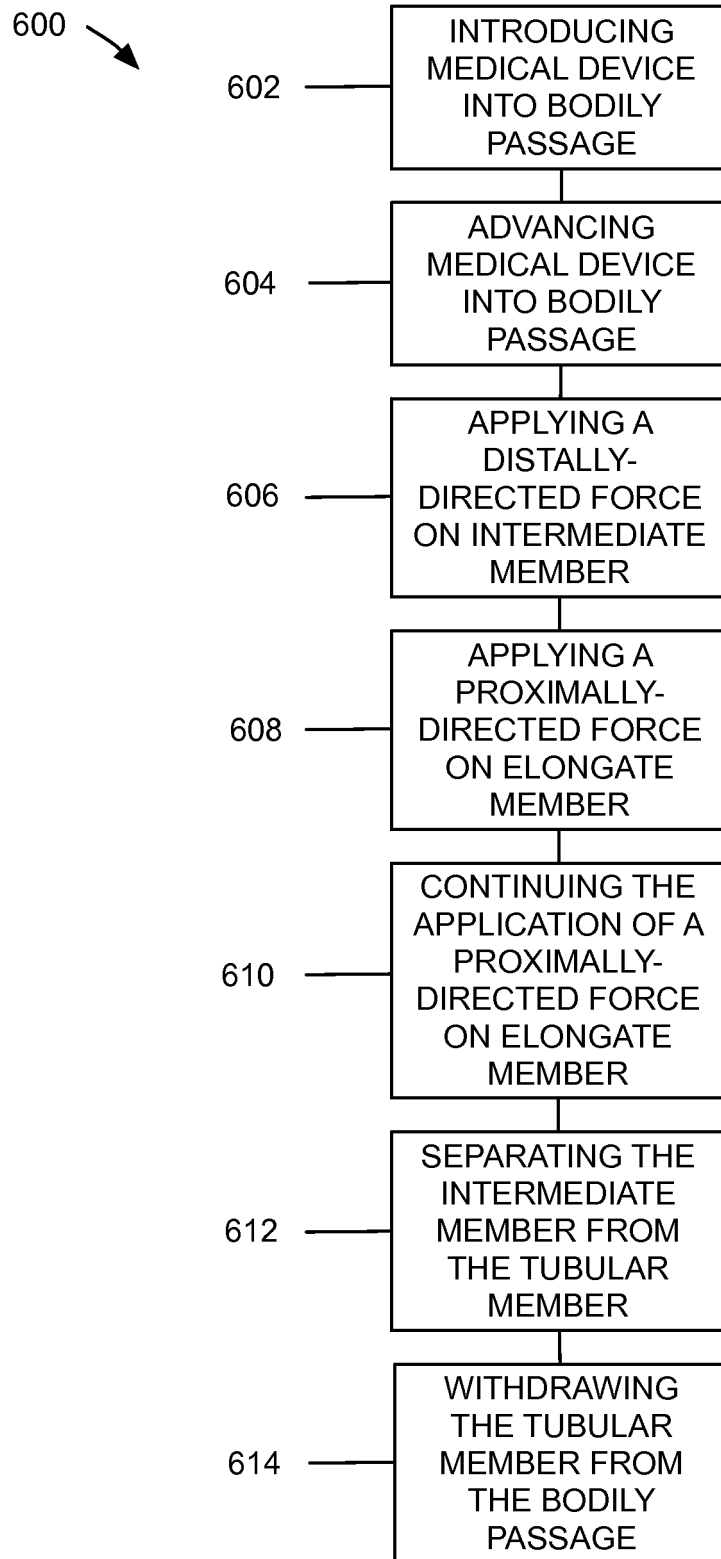 600
602
INTRODUCING
MEDICAL DEVICE
INTO BODILY
PASSAGE
604
ADVANCING
MEDICAL DEVICE
INTO BODILY
PASSAGE
606
APPLYING A
DISTALLY-
DIRECTED FORCE
ON INTERMEDIATE
MEMBER
608
APPLYING A
PROXIMALLY-
DIRECTED FORCE
ON ELONGATE
MEMBER
610
CONTINUING THE
APPLICATION OF A
PROXIMALLY-
DIRECTED FORCE
ON ELONGATE
MEMBER
612
SEPARATING THE
INTERMEDIATE
MEMBER FROM
THE TUBULAR
MEMBER
614
WITHDRAWING
THE TUBULAR
MEMBER FROM
THE BODILY
PASSAGE